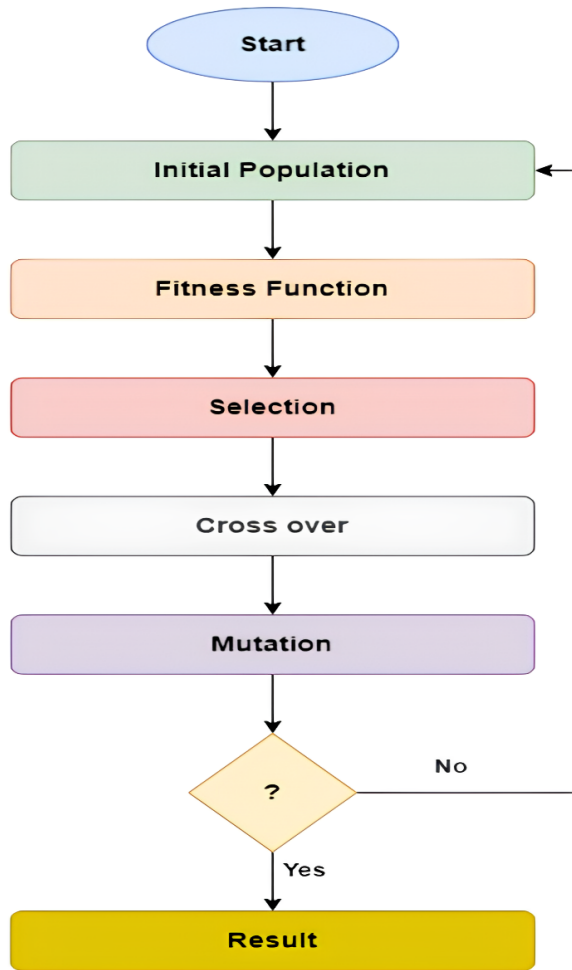 Start
Initial Population
Fitness Function
Selection
Cross over
Mutation
?
No
Yes
Result